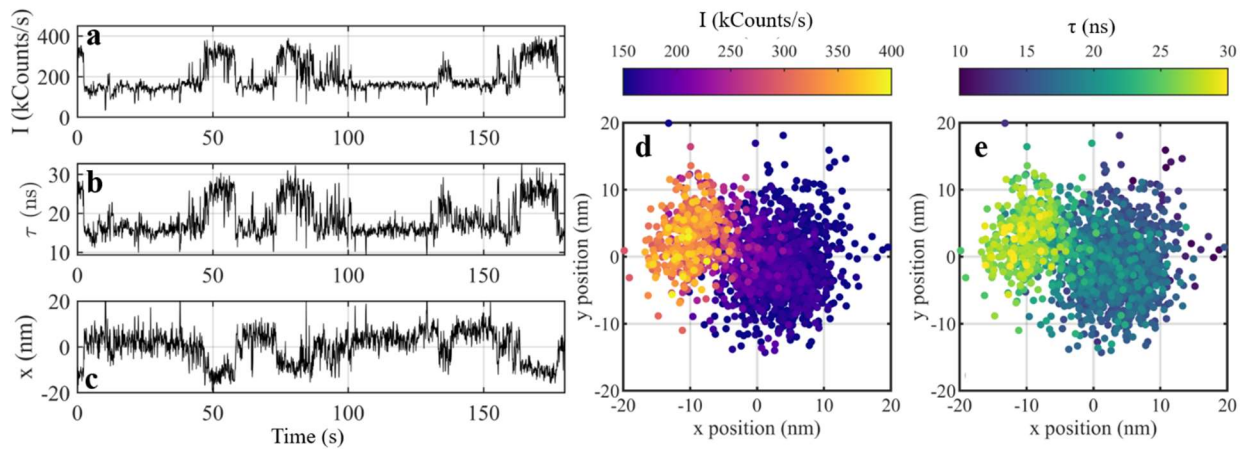 I (kCounts/s)
400
200
0
a
0
50
100
150
τ (ns)
30
20
10
b
0
50
100
150
x (nm)
20
0
-20
c
0
50
100
150
Time (s)
I (kCounts/s)
150 200 250 300 350 400
d
y position (nm)
20
10
0
-10
-20
-20 -10 0 10 20
x position (nm)
τ (ns)
10 15 20 25 30
e
y position (nm)
20
10
0
-10
-20
-20 -10 0 10 20
x position (nm)